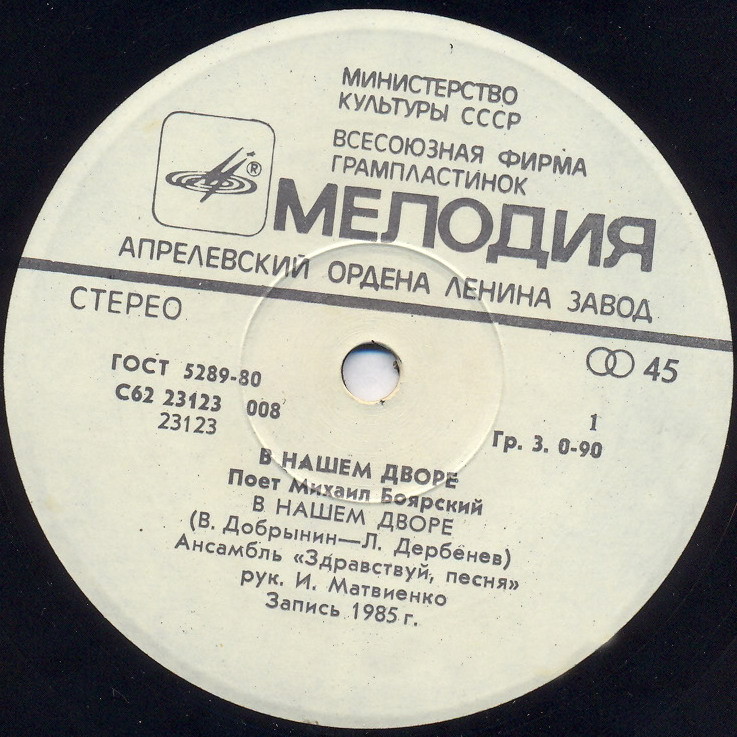 МИНИСТЕРСТВО
КУЛЬТУРЫ СССР
ВСЕСОЮЗНАЯ ФИРМА
ГРАМПЛАСТИНОК
®
МЕЛОДИЯ
АПРЕЛЕВСКИЙ ОРДЕНА ЛЕНИНА ЗАВОД
СТЕРЕО
45
ГОСТ 5289-80
С62 23123 008
23123
1
Гр. 3. 0-90
В НАШЕМ ДВОРЕ
Поет Михаил Боярский
В НАШЕМ ДВОРЕ
(В. Добрынин—Л. Дербенев)
Ансамбль «Здравствуй, песня»
рук. И. Матвиенко
Запись 1985 г.